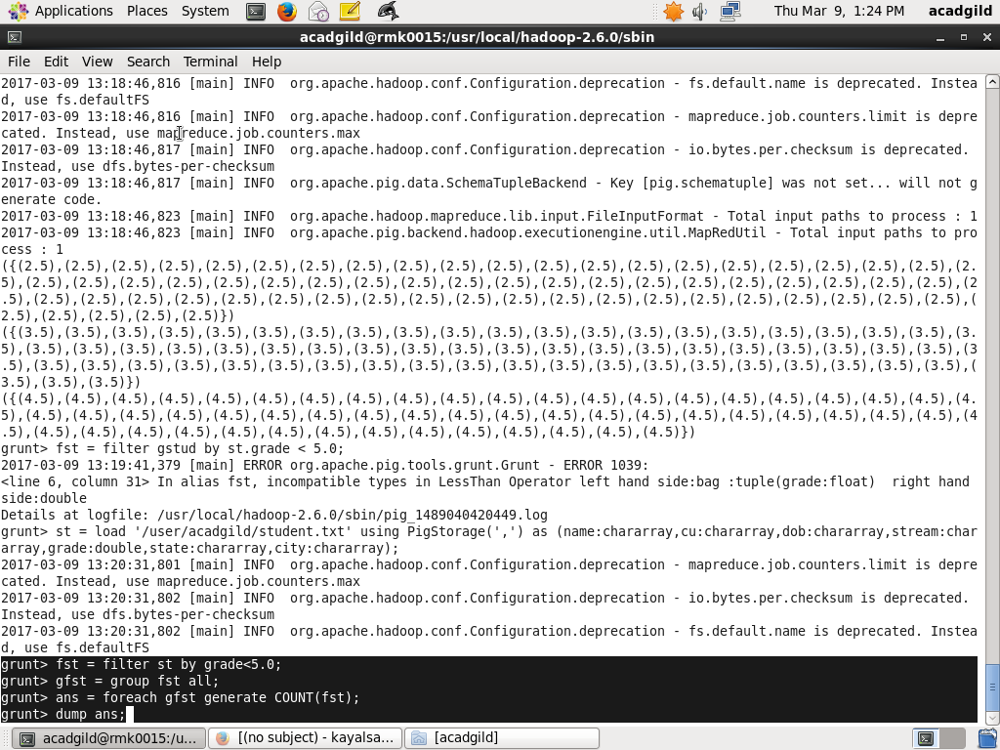 Applications Places System Thu Mar 9, 1:24 PM acadgild
acadgild@rmk0015:/usr/local/hadoop-2.6.0/sbin
File Edit View Search Terminal Help
2017-03-09 13:18:46,816 [main] INFO  org.apache.hadoop.conf.Configuration.deprecation - fs.default.name is deprecated. Instea
d, use fs.defaultFS
2017-03-09 13:18:46,816 [main] INFO  org.apache.hadoop.conf.Configuration.deprecation - mapreduce.job.counters.limit is depre
cated. Instead, use mapreduce.job.counters.max
2017-03-09 13:18:46,817 [main] INFO  org.apache.hadoop.conf.Configuration.deprecation - io.bytes.per.checksum is deprecated.
Instead, use dfs.bytes-per-checksum
2017-03-09 13:18:46,817 [main] INFO  org.apache.pig.data.SchemaTupleBackend - Key [pig.schematuple] was not set... will not g
enerate code.
2017-03-09 13:18:46,823 [main] INFO  org.apache.hadoop.mapreduce.lib.input.FileInputFormat - Total input paths to process : 1
2017-03-09 13:18:46,823 [main] INFO  org.apache.pig.backend.hadoop.executionengine.util.MapRedUtil - Total input paths to pro
cess : 1
({(2.5),(2.5),(2.5),(2.5),(2.5),(2.5),(2.5),(2.5),(2.5),(2.5),(2.5),(2.5),(2.5),(2.5),(2.5),(2.5),(2.5),(2.5),(2.5),(2.5),(2.
5),(2.5),(2.5),(2.5),(2.5),(2.5),(2.5),(2.5),(2.5),(2.5),(2.5),(2.5),(2.5),(2.5),(2.5),(2.5),(2.5),(2.5),(2.5),(2.5),(2.5),(2
.5),(2.5),(2.5),(2.5),(2.5),(2.5),(2.5),(2.5),(2.5),(2.5),(2.5),(2.5),(2.5),(2.5),(2.5),(2.5),(2.5),(2.5),(2.5),(2.5),(2.5),(
2.5),(2.5),(2.5),(2.5),(2.5)})
({(3.5),(3.5),(3.5),(3.5),(3.5),(3.5),(3.5),(3.5),(3.5),(3.5),(3.5),(3.5),(3.5),(3.5),(3.5),(3.5),(3.5),(3.5),(3.5),(3.5),(3.
5),(3.5),(3.5),(3.5),(3.5),(3.5),(3.5),(3.5),(3.5),(3.5),(3.5),(3.5),(3.5),(3.5),(3.5),(3.5),(3.5),(3.5),(3.5),(3.5),(3.5),(3
.5),(3.5),(3.5),(3.5),(3.5),(3.5),(3.5),(3.5),(3.5),(3.5),(3.5),(3.5),(3.5),(3.5),(3.5),(3.5),(3.5),(3.5),(3.5),(3.5),(3.5),(
3.5),(3.5),(3.5)})
({(4.5),(4.5),(4.5),(4.5),(4.5),(4.5),(4.5),(4.5),(4.5),(4.5),(4.5),(4.5),(4.5),(4.5),(4.5),(4.5),(4.5),(4.5),(4.5),(4.5),(4.
5),(4.5),(4.5),(4.5),(4.5),(4.5),(4.5),(4.5),(4.5),(4.5),(4.5),(4.5),(4.5),(4.5),(4.5),(4.5),(4.5),(4.5),(4.5),(4.5),(4.5),(4
.5),(4.5),(4.5),(4.5),(4.5),(4.5),(4.5),(4.5),(4.5),(4.5),(4.5),(4.5),(4.5),(4.5),(4.5)})
grunt> fst = filter gstud by st.grade < 5.0;
2017-03-09 13:19:41,379 [main] ERROR org.apache.pig.tools.grunt.Grunt - ERROR 1039:
<line 6, column 31> In alias fst, incompatible types in LessThan Operator left hand side:bag :tuple(grade:float)  right hand
side:double
Details at logfile: /usr/local/hadoop-2.6.0/sbin/pig_1489040420449.log
grunt> st = load '/user/acadgild/student.txt' using PigStorage(',') as (name:chararray,cu:chararray,dob:chararray,stream:char
array,grade:double,state:chararray,city:chararray);
2017-03-09 13:20:31,801 [main] INFO  org.apache.hadoop.conf.Configuration.deprecation - mapreduce.job.counters.limit is depre
cated. Instead, use mapreduce.job.counters.max
2017-03-09 13:20:31,802 [main] INFO  org.apache.hadoop.conf.Configuration.deprecation - io.bytes.per.checksum is deprecated.
Instead, use dfs.bytes-per-checksum
2017-03-09 13:20:31,802 [main] INFO  org.apache.hadoop.conf.Configuration.deprecation - fs.default.name is deprecated. Instea
d, use fs.defaultFS
grunt> fst = filter st by grade<5.0;
grunt> gfst = group fst all;
grunt> ans = foreach gfst generate COUNT(fst);
grunt> dump ans;
acadgild@rmk0015:/u... [(no subject) - kayalsa... [acadgild]